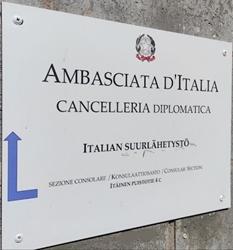 AMBASCIATA D'ITALIA
CANCELLERIA DIPLOMATICA
ITALIAN SUURLÄHETYSTÖ
SEZIONE CONSOLARE / KONSULAATTIOSASTO / CONSULAR SECTION
ITÄINEN PUISTOTIE 4 C